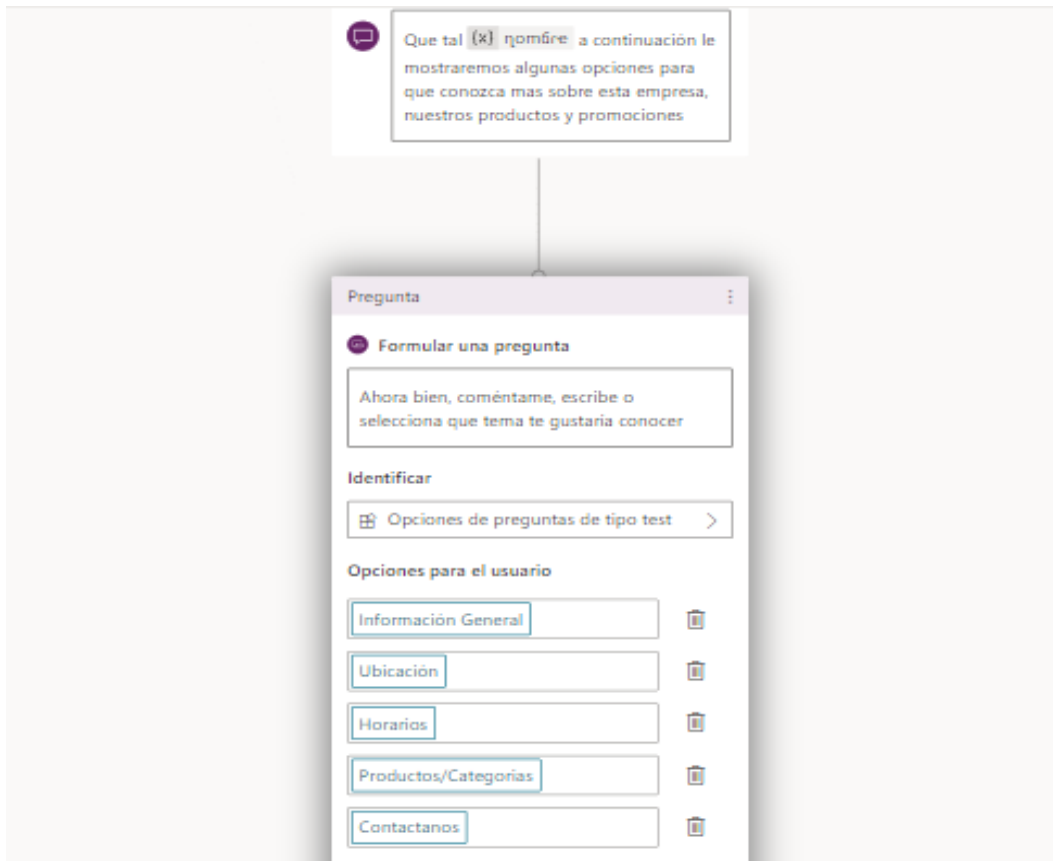 Que tal {x} nombre a continuación le
mostraremos algunas opciones para
que conozca mas sobre esta empresa,
nuestros productos y promociones
Pregunta
Formular una pregunta
Ahora bien, coméntame, escribe o
selecciona que tema te gustaria conocer
Identificar
Opciones de preguntas de tipo test
Opciones para el usuario
Información General
Ubicación
Horarios
Productos/Categorias
Contactanos